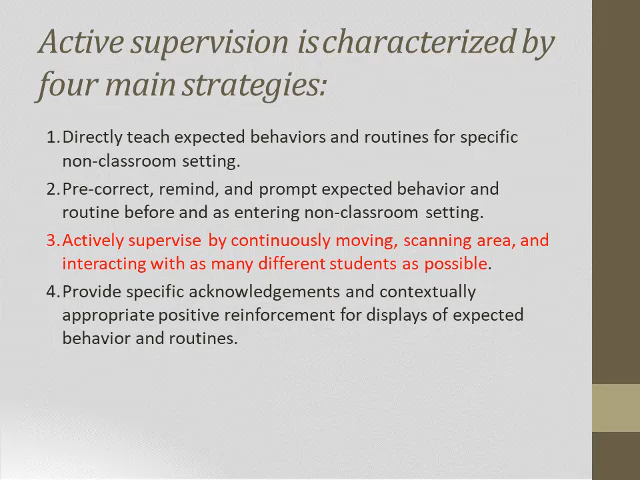 Active supervision is characterized by
four main strategies:
1. Directly teach expected behaviors and routines for specific
non-classroom setting.
2. Pre-correct, remind, and prompt expected behavior and
routine before and as entering non-classroom setting.
3. Actively supervise by continuously moving, scanning area, and
interacting with as many different students as possible.
4. Provide specific acknowledgements and contextually
appropriate positive reinforcement for displays of expected
behavior and routines.